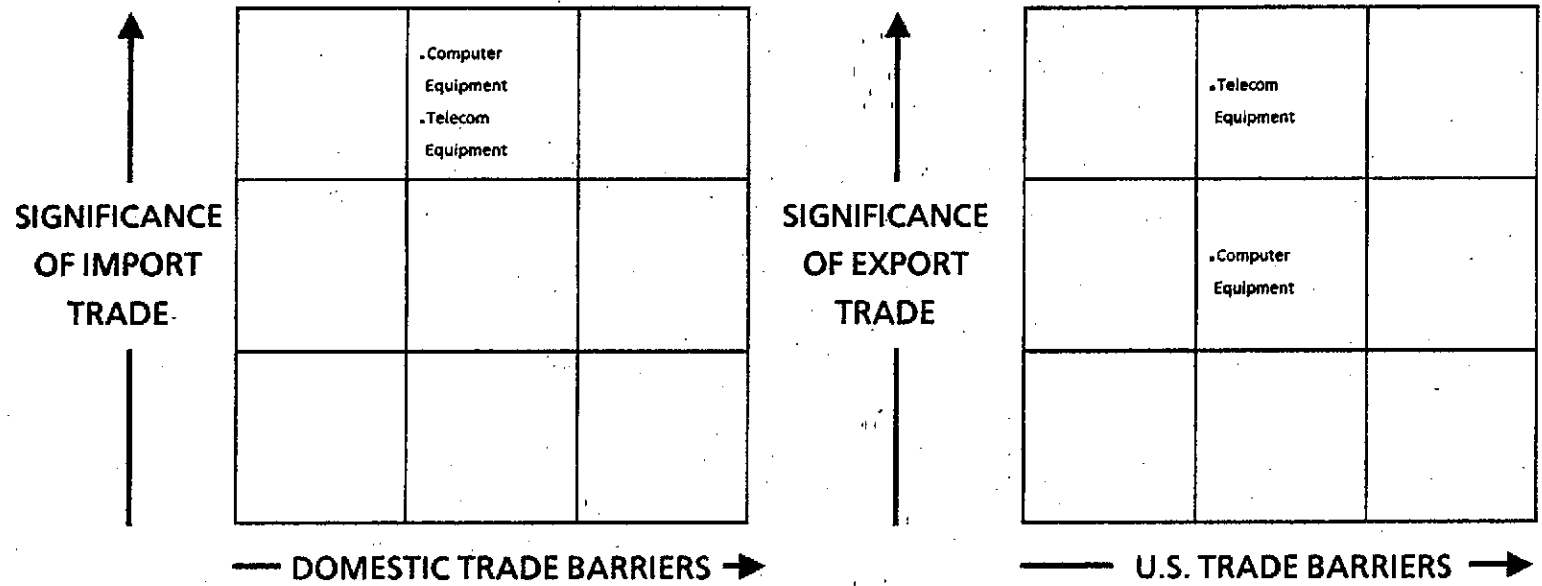 .Computer
Equipment
.Telecom
Equipment
SIGNIFICANCE
OF IMPORT
TRADE
DOMESTIC TRADE BARRIERS
.Telecom
Equipment
.Computer
Equipment
SIGNIFICANCE
OF EXPORT
TRADE
U.S. TRADE BARRIERS